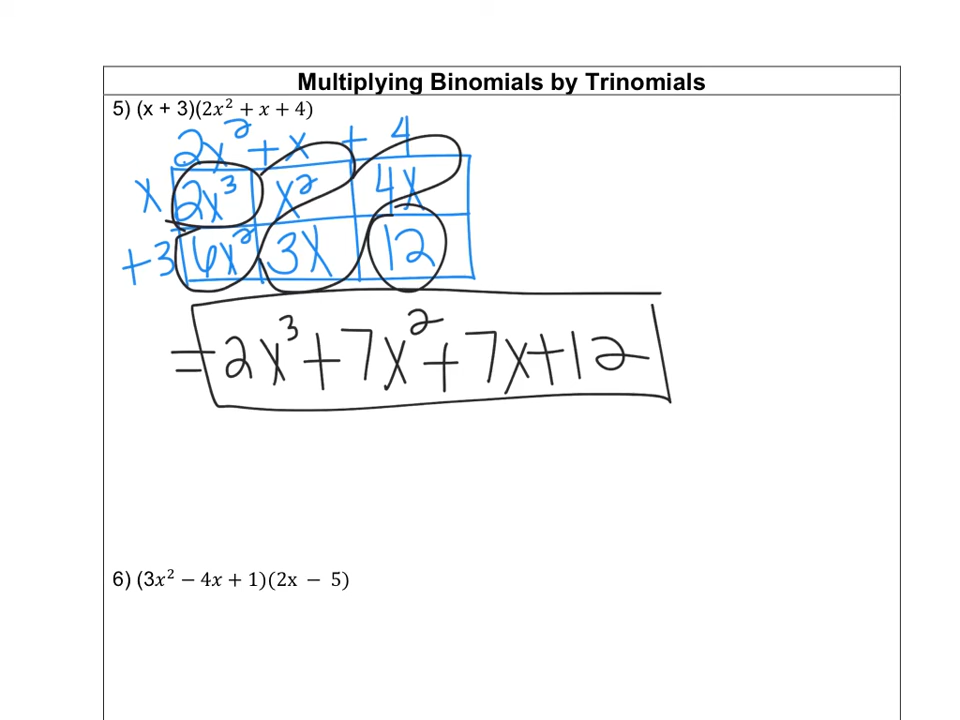 Multiplying Binomials by Trinomials
5) (x + 3)(2x² + x + 4)
2x² + x + 4
x 2x³ x² 4x
+3 6x² 3x 12
= 2x³ + 7x² + 7x + 12
6) (3x² − 4x + 1)(2x − 5)